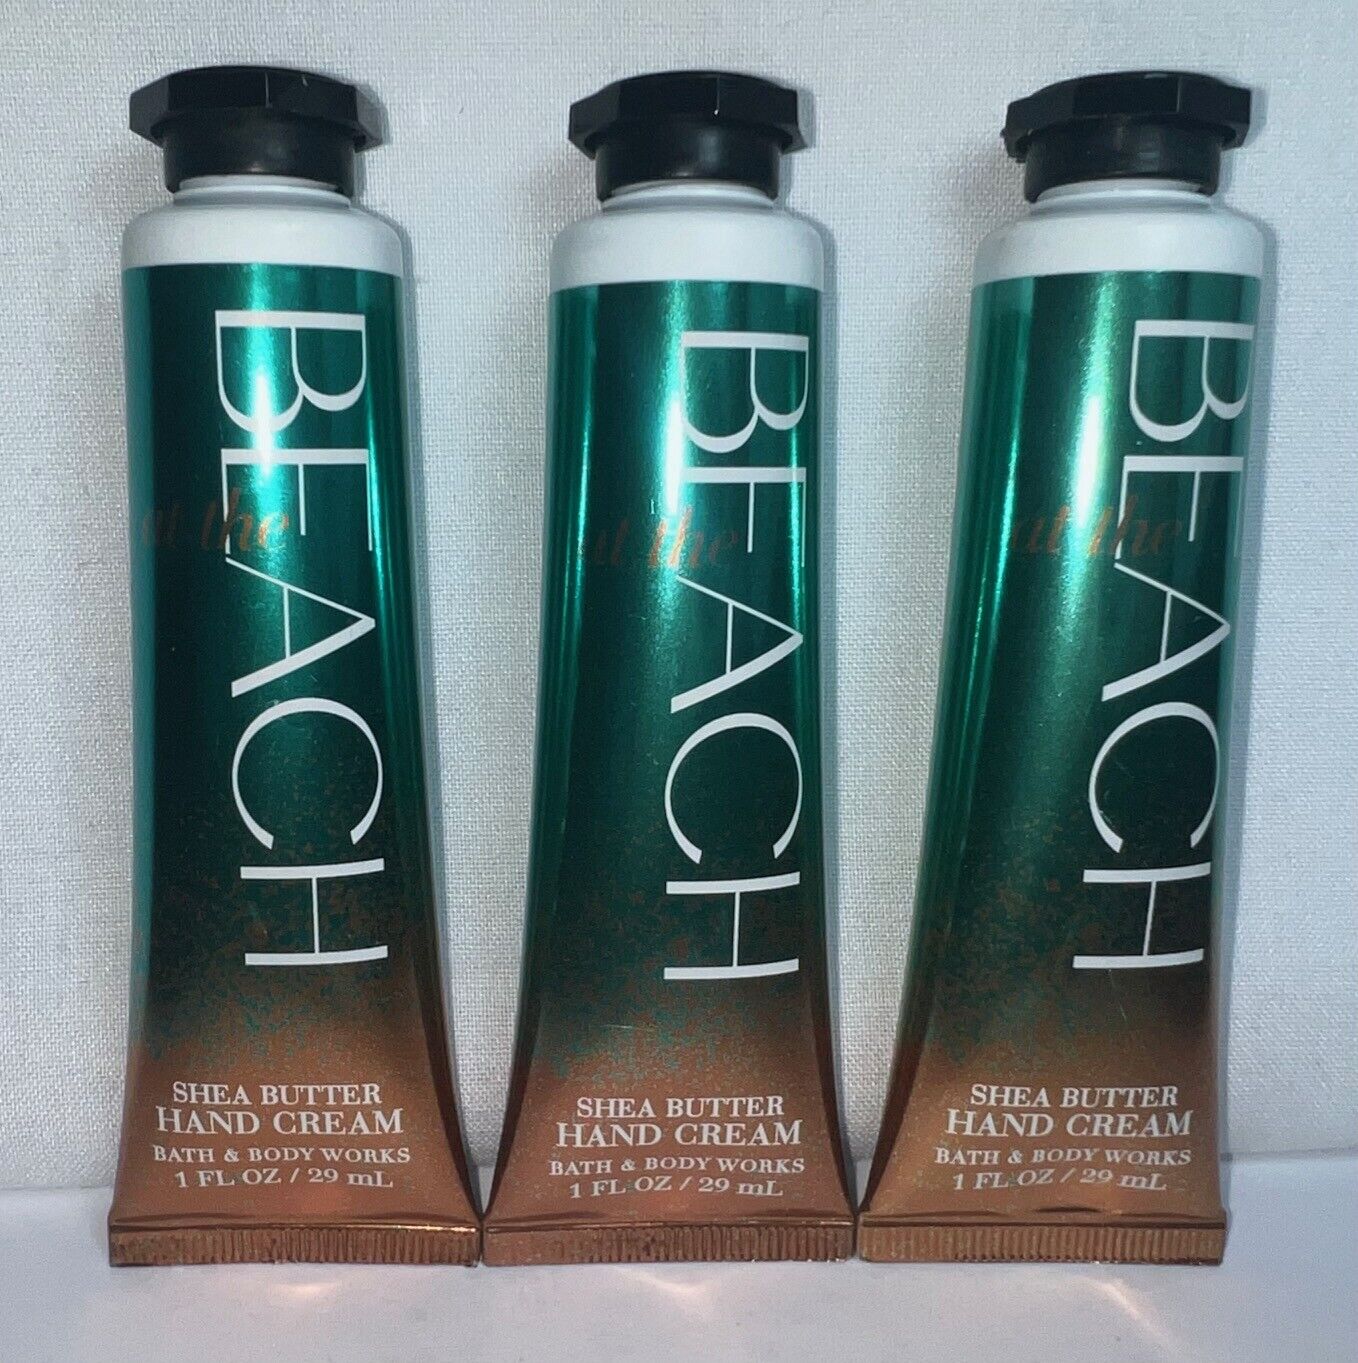 at the
BEACH
SHEA BUTTER
HAND CREAM
BATH & BODY WORKS
1 FL OZ / 29 mL
at the
BEACH
SHEA BUTTER
HAND CREAM
BATH & BODY WORKS
1 FL OZ / 29 mL
at the
BEACH
SHEA BUTTER
HAND CREAM
BATH & BODY WORKS
1 FL OZ / 29 mL